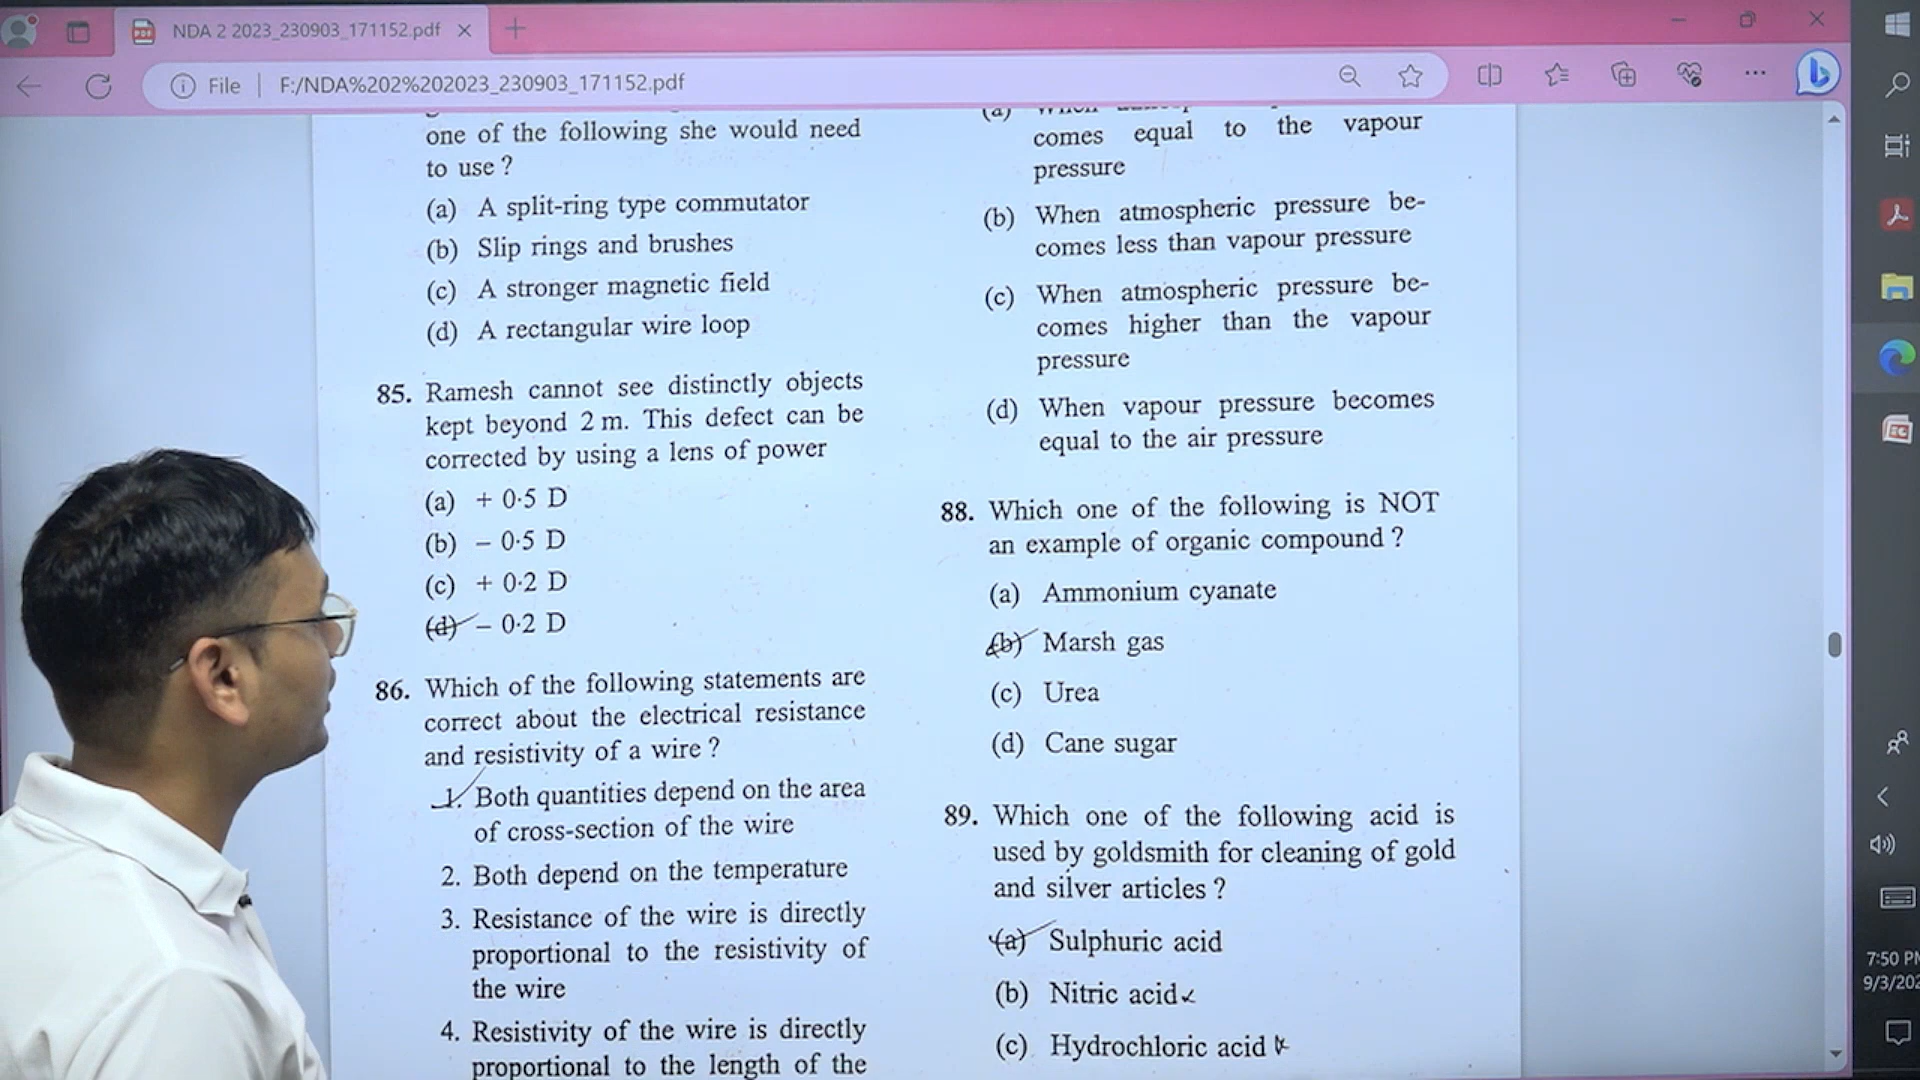 NDA 2 2023_230903_171152.pdf
File
F:/NDA%202%202023_230903_171152.pdf
one of the following she would need
to use ?
(a) A split-ring type commutator
(b) Slip rings and brushes
(c) A stronger magnetic field
(d) A rectangular wire loop
85. Ramesh cannot see distinctly objects
kept beyond 2 m. This defect can be
corrected by using a lens of power
(a) + 0·5 D
(b) – 0·5 D
(c) + 0·2 D
(d) – 0·2 D
86. Which of the following statements are
correct about the electrical resistance
and resistivity of a wire ?
1. Both quantities depend on the area
of cross-section of the wire
2. Both depend on the temperature
3. Resistance of the wire is directly
proportional to the resistivity of
the wire
4. Resistivity of the wire is directly
proportional to the length of the
(a) When
comes equal to the vapour
pressure
(b) When atmospheric pressure be-
comes less than vapour pressure
(c) When atmospheric pressure be-
comes higher than the vapour
pressure
(d) When vapour pressure becomes
equal to the air pressure
88. Which one of the following is NOT
an example of organic compound ?
(a) Ammonium cyanate
(b) Marsh gas
(c) Urea
(d) Cane sugar
89. Which one of the following acid is
used by goldsmith for cleaning of gold
and silver articles ?
(a) Sulphuric acid
(b) Nitric acid
(c) Hydrochloric acid
7:50 PM
9/3/202